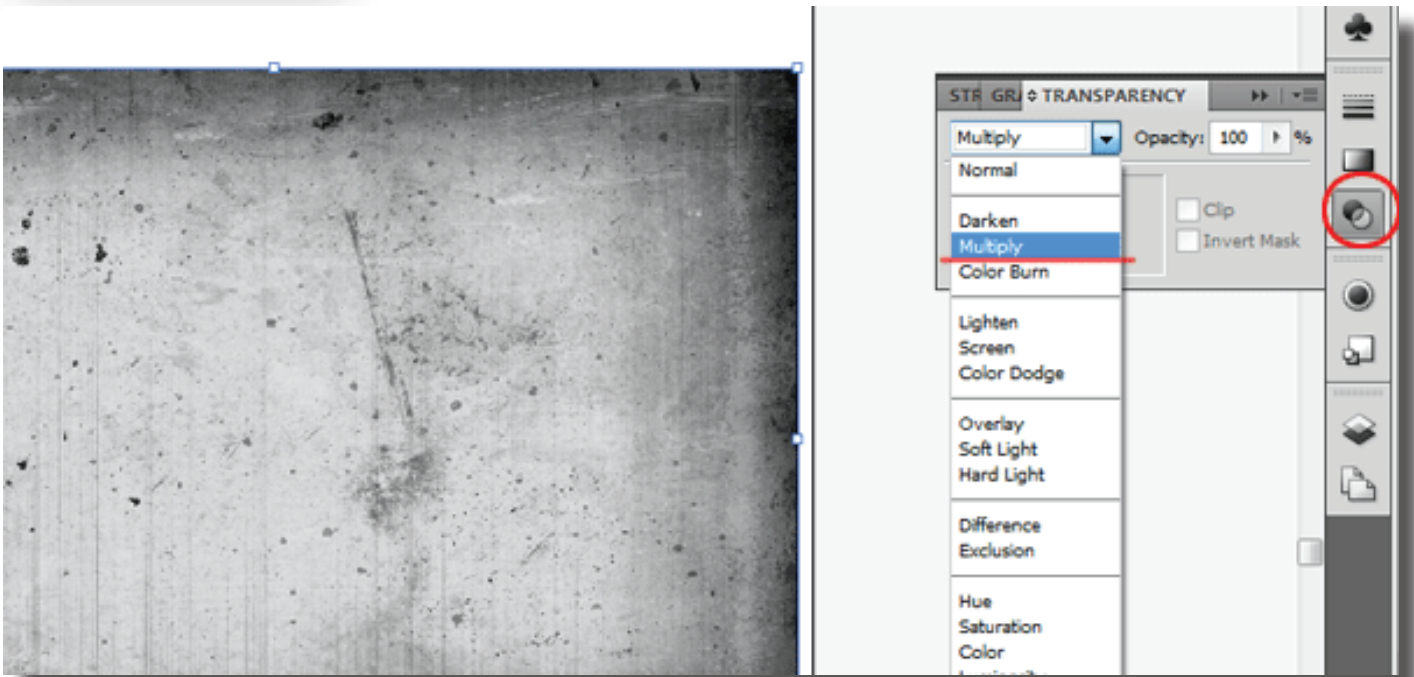 STR GRA TRANSPARENCY
Multiply Opacity: 100 %
Normal
Darken
Multiply
Color Burn
Lighten
Screen
Color Dodge
Overlay
Soft Light
Hard Light
Difference
Exclusion
Hue
Saturation
Color
Clip
Invert Mask